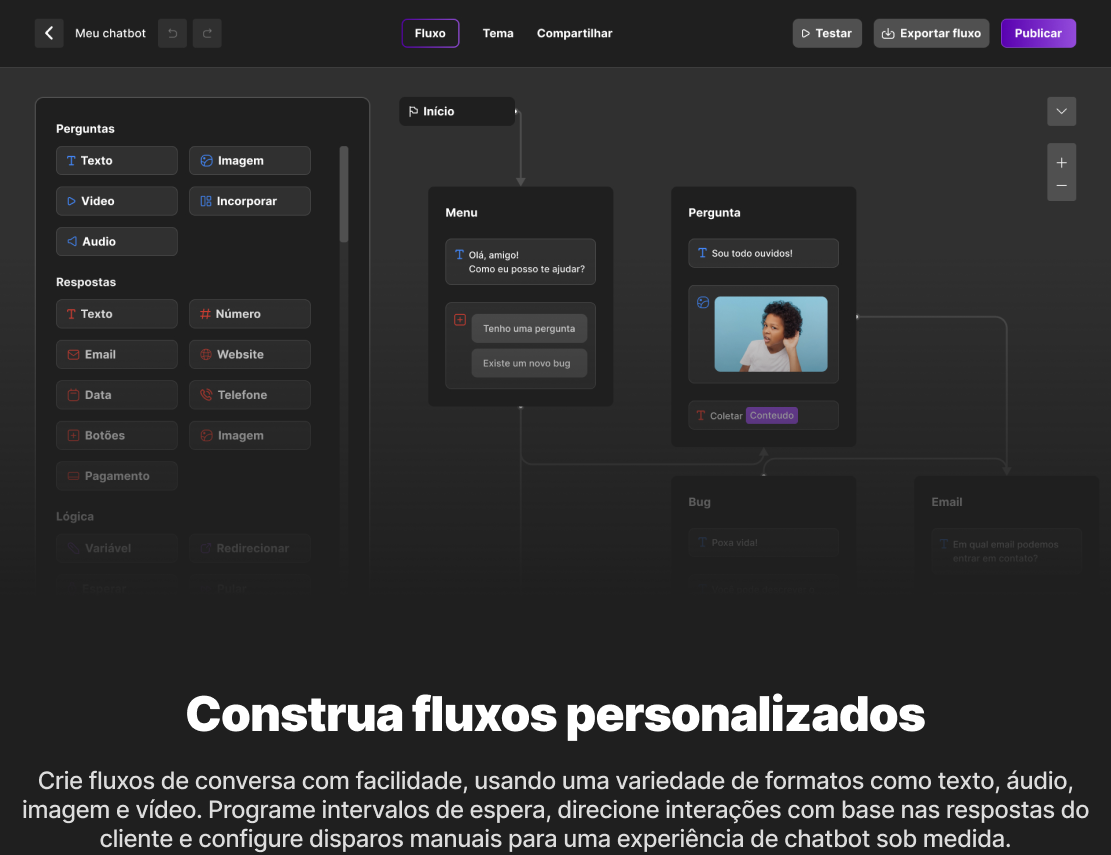 Meu chatbot
Fluxo
Tema
Compartilhar
Testar
Exportar fluxo
Publicar
Perguntas
Texto
Imagem
Video
Incorporar
Audio
Respostas
Texto
Número
Email
Website
Data
Telefone
Botões
Imagem
Pagamento
Lógica
Variável
Redirecionar
Início
Menu
Olá, amigo!
Como eu posso te ajudar?
Tenho uma pergunta
Existe um novo bug
Pergunta
Sou todo ouvidos!
Coletar Conteudo
Bug
Poxa vida!
Email
Em qual email podemos
entrar em contato?
Construa fluxos personalizados
Crie fluxos de conversa com facilidade, usando uma variedade de formatos como texto, áudio,
imagem e vídeo. Programe intervalos de espera, direcione interações com base nas respostas do
cliente e configure disparos manuais para uma experiência de chatbot sob medida.